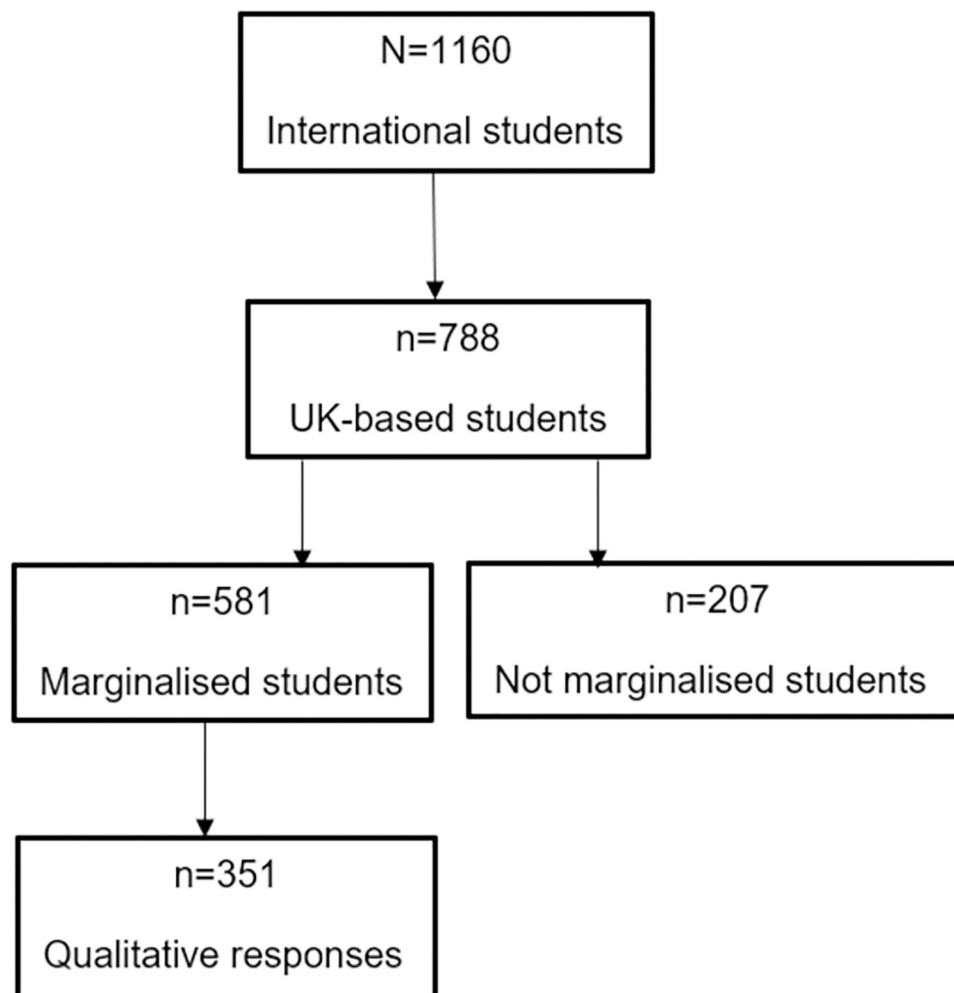 N=1160
International students
n=788
UK-based students
n=581
Marginalised students
n=207
Not marginalised students
n=351
Qualitative responses